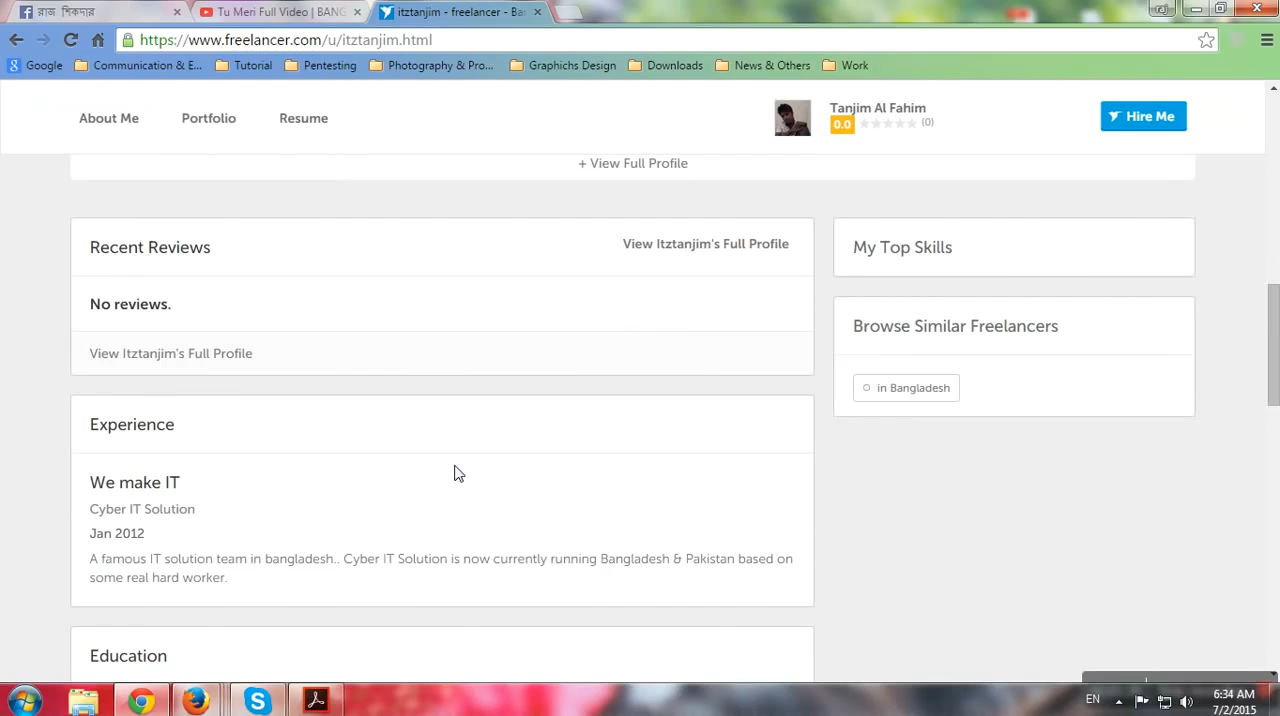 রাজ শিকদার
Tu Meri Full Video | BANG
itztanjim - freelancer - Ba
https://www.freelancer.com/u/itztanjim.html
Google Communication & E... Tutorial Pentesting Photography & Pro... Graphichs Design Downloads News & Others Work
About Me Portfolio Resume
Tanjim Al Fahim
0.0 (0)
Hire Me
+ View Full Profile
Recent Reviews
View Itztanjim's Full Profile
No reviews.
View Itztanjim's Full Profile
My Top Skills
Browse Similar Freelancers
in Bangladesh
Experience
We make IT
Cyber IT Solution
Jan 2012
A famous IT solution team in bangladesh.. Cyber IT Solution is now currently running Bangladesh & Pakistan based on
some real hard worker.
Education
EN
6:34 AM
7/2/2015